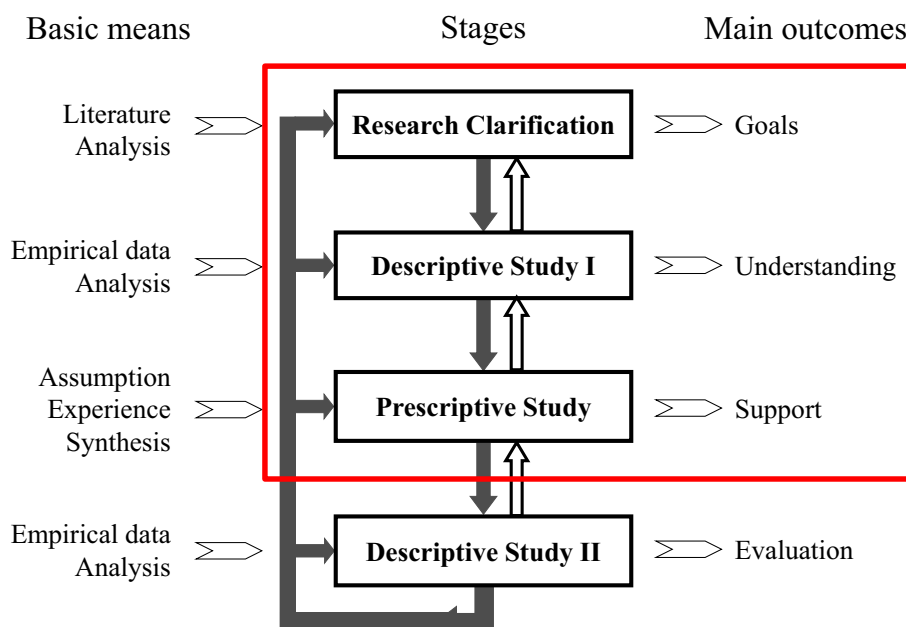 Basic means
Stages
Main outcomes
Literature
Analysis
Research Clarification
Goals
Empirical data
Analysis
Descriptive Study I
Understanding
Assumption
Experience
Synthesis
Prescriptive Study
Support
Empirical data
Analysis
Descriptive Study II
Evaluation